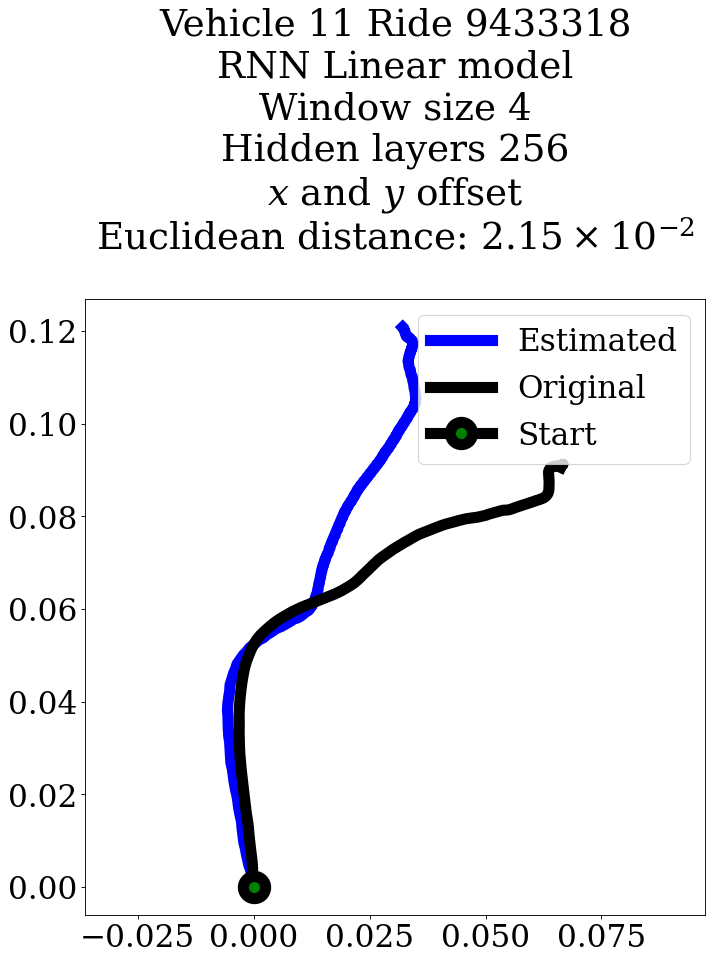 Vehicle 11 Ride 9433318
RNN Linear model
Window size 4
Hidden layers 256
x and y offset
Euclidean distance: 2.15 × 10⁻²
Estimated
Original
Start
0.12
0.10
0.08
0.06
0.04
0.02
0.00
−0.025 0.000 0.025 0.050 0.075